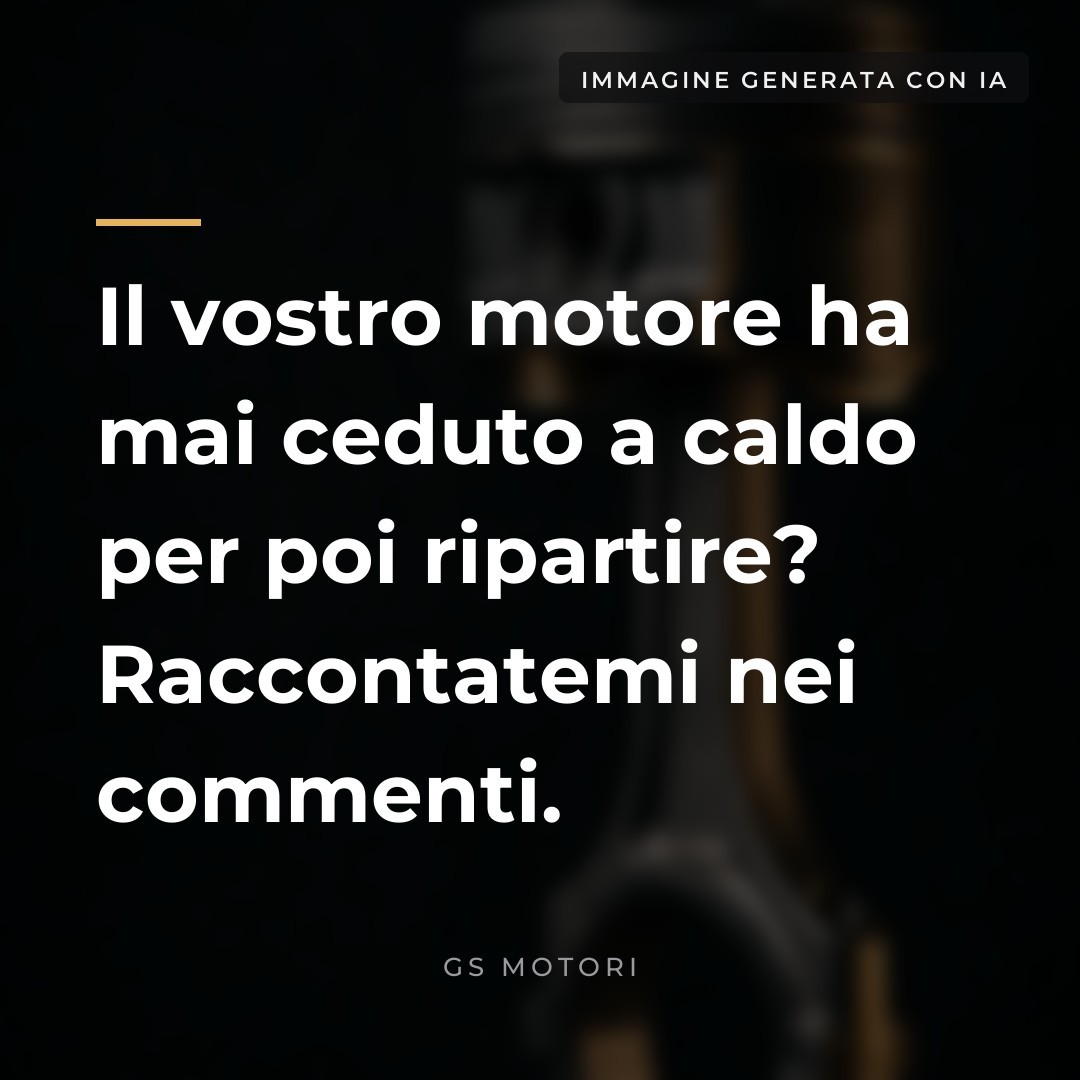 IMMAGINE GENERATA CON IA
Il vostro motore ha
mai ceduto a caldo
per poi ripartire?
Raccontatemi nei
commenti.
GS MOTORI